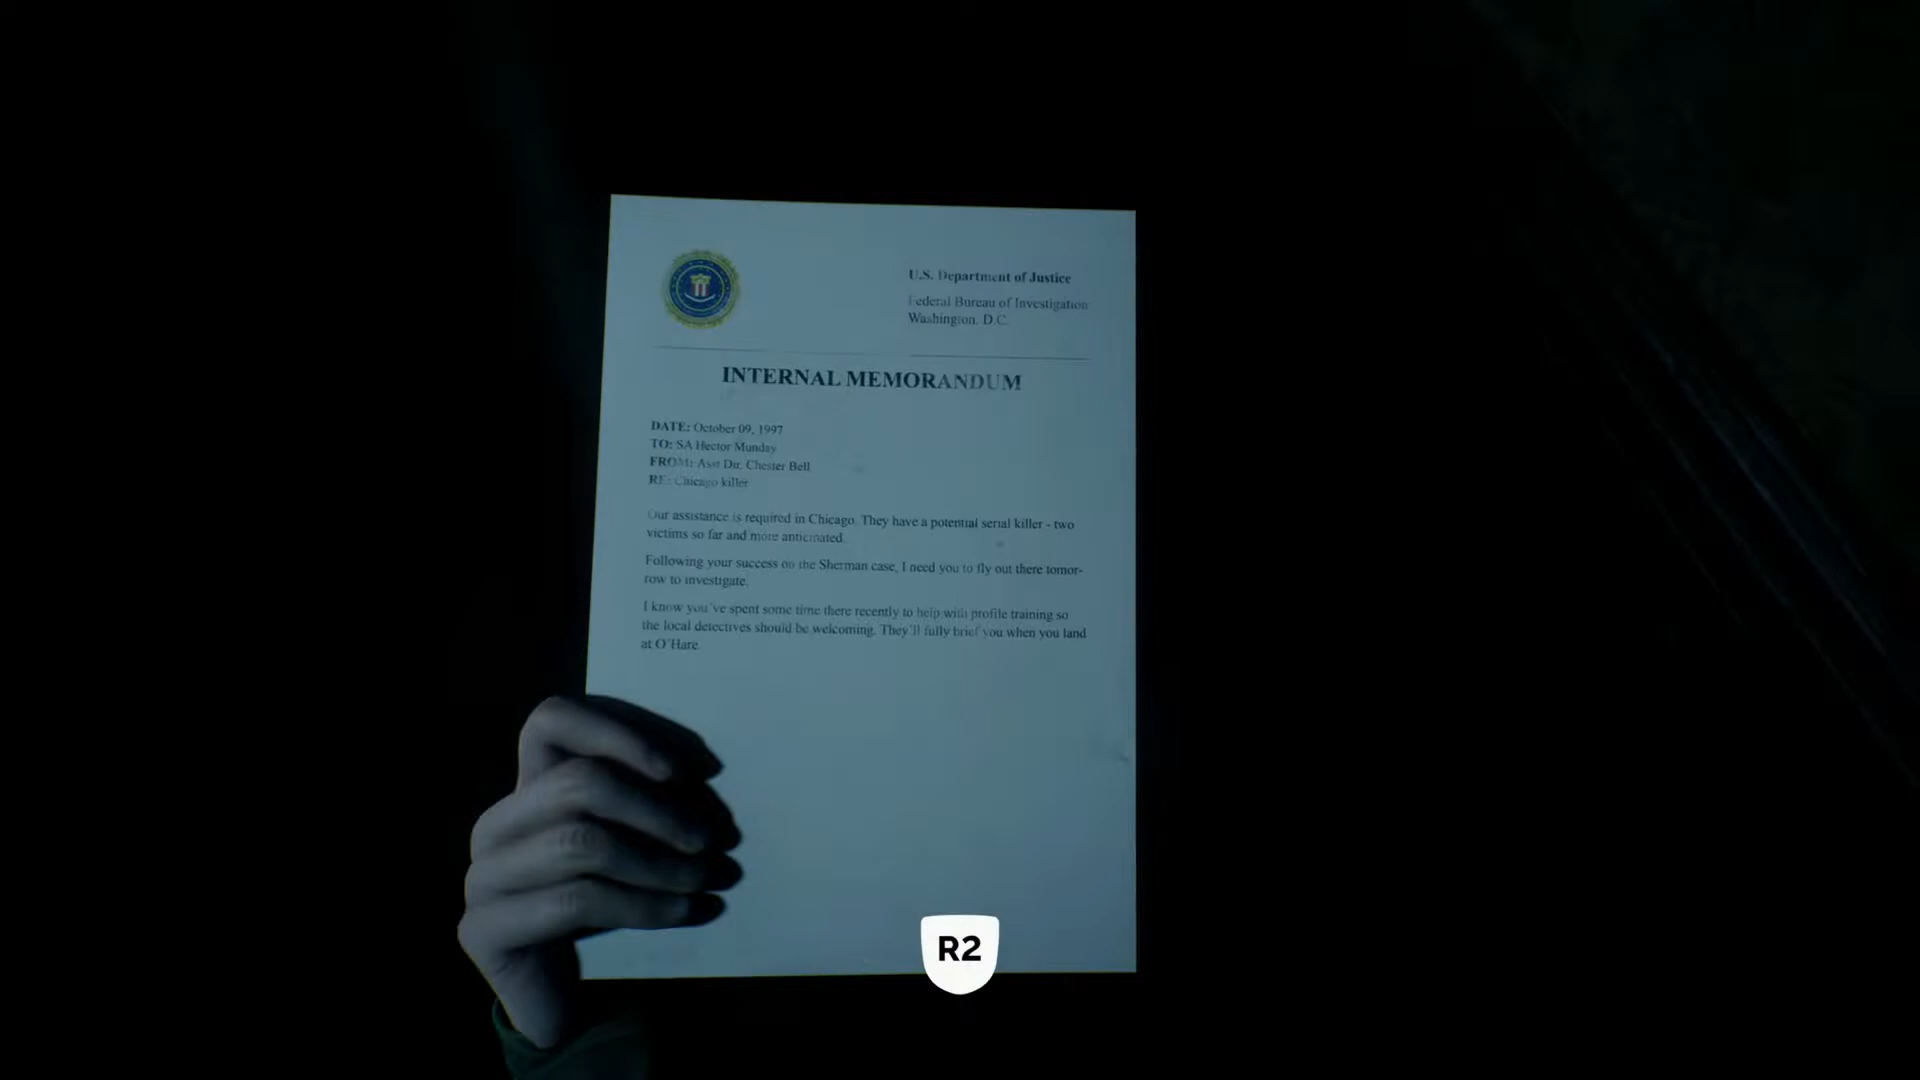 U.S. Department of Justice
Federal Bureau of Investigation
Washington, D.C.
INTERNAL MEMORANDUM
DATE: October 09, 1997
TO: SA Hector Munday
FROM: Asst Dir. Chester Bell
RE: Chicago killer
Our assistance is required in Chicago. They have a potential serial killer - two
victims so far and more anticipated.
Following your success on the Sherman case, I need you to fly out there tomor-
row to investigate.
I know you've spent some time there recently to help with profile training so
the local detectives should be welcoming. They'll fully brief you when you land
at O'Hare.
R2